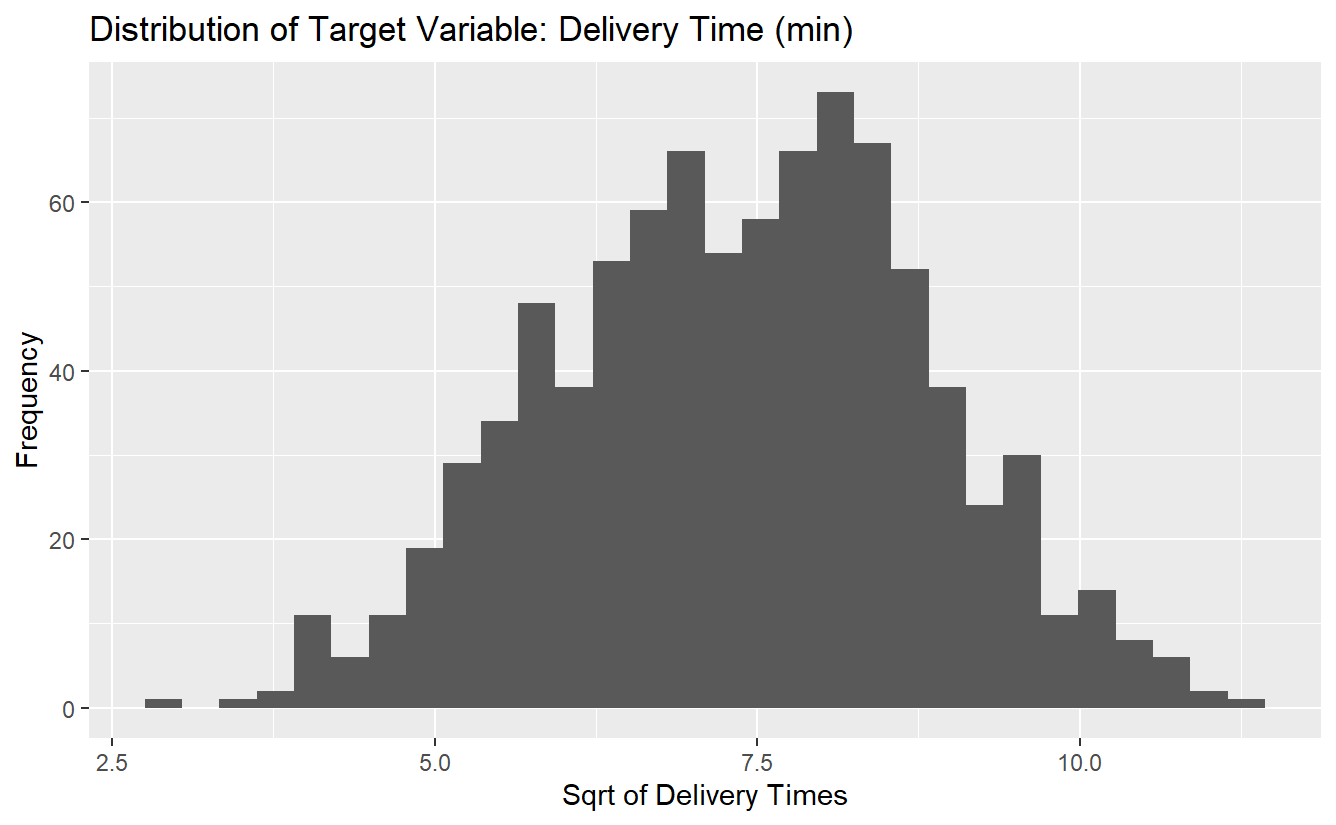 Distribution of Target Variable: Delivery Time (min)
Frequency
60
40
20
0
2.5 5.0 7.5 10.0
Sqrt of Delivery Times